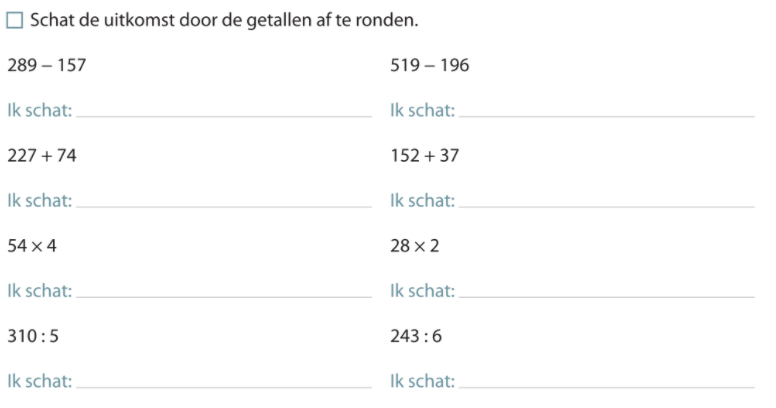 Schat de uitkomst door de getallen af te ronden.
289 – 157
519 – 196
Ik schat:
Ik schat:
227 + 74
152 + 37
Ik schat:
Ik schat:
54 × 4
28 × 2
Ik schat:
Ik schat:
310 : 5
243 : 6
Ik schat:
Ik schat: